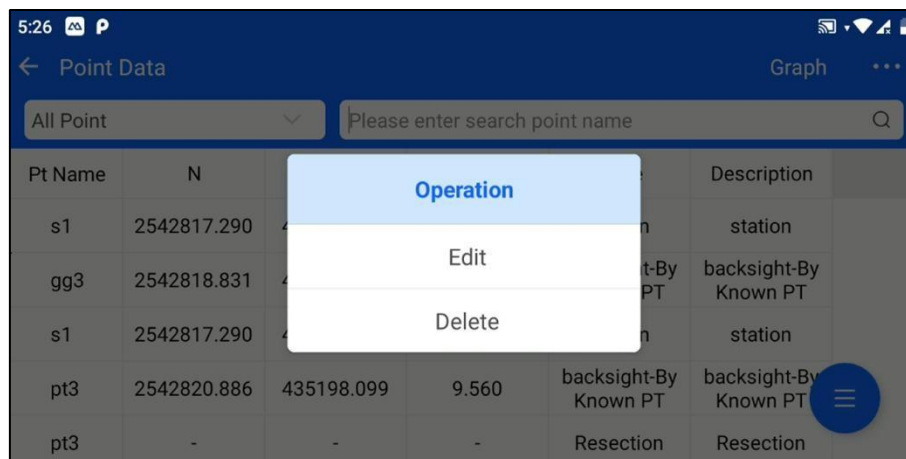 5:26
Point Data
Graph
All Point
Please enter search point name
Pt Name N Description
Operation
s1 2542817.290 station
Edit
gg3 2542818.831 t-By PT backsight-By Known PT
Delete
s1 2542817.290 station
pt3 2542820.886 435198.099 9.560 backsight-By Known PT backsight-By Known PT
pt3 - - - Resection Resection